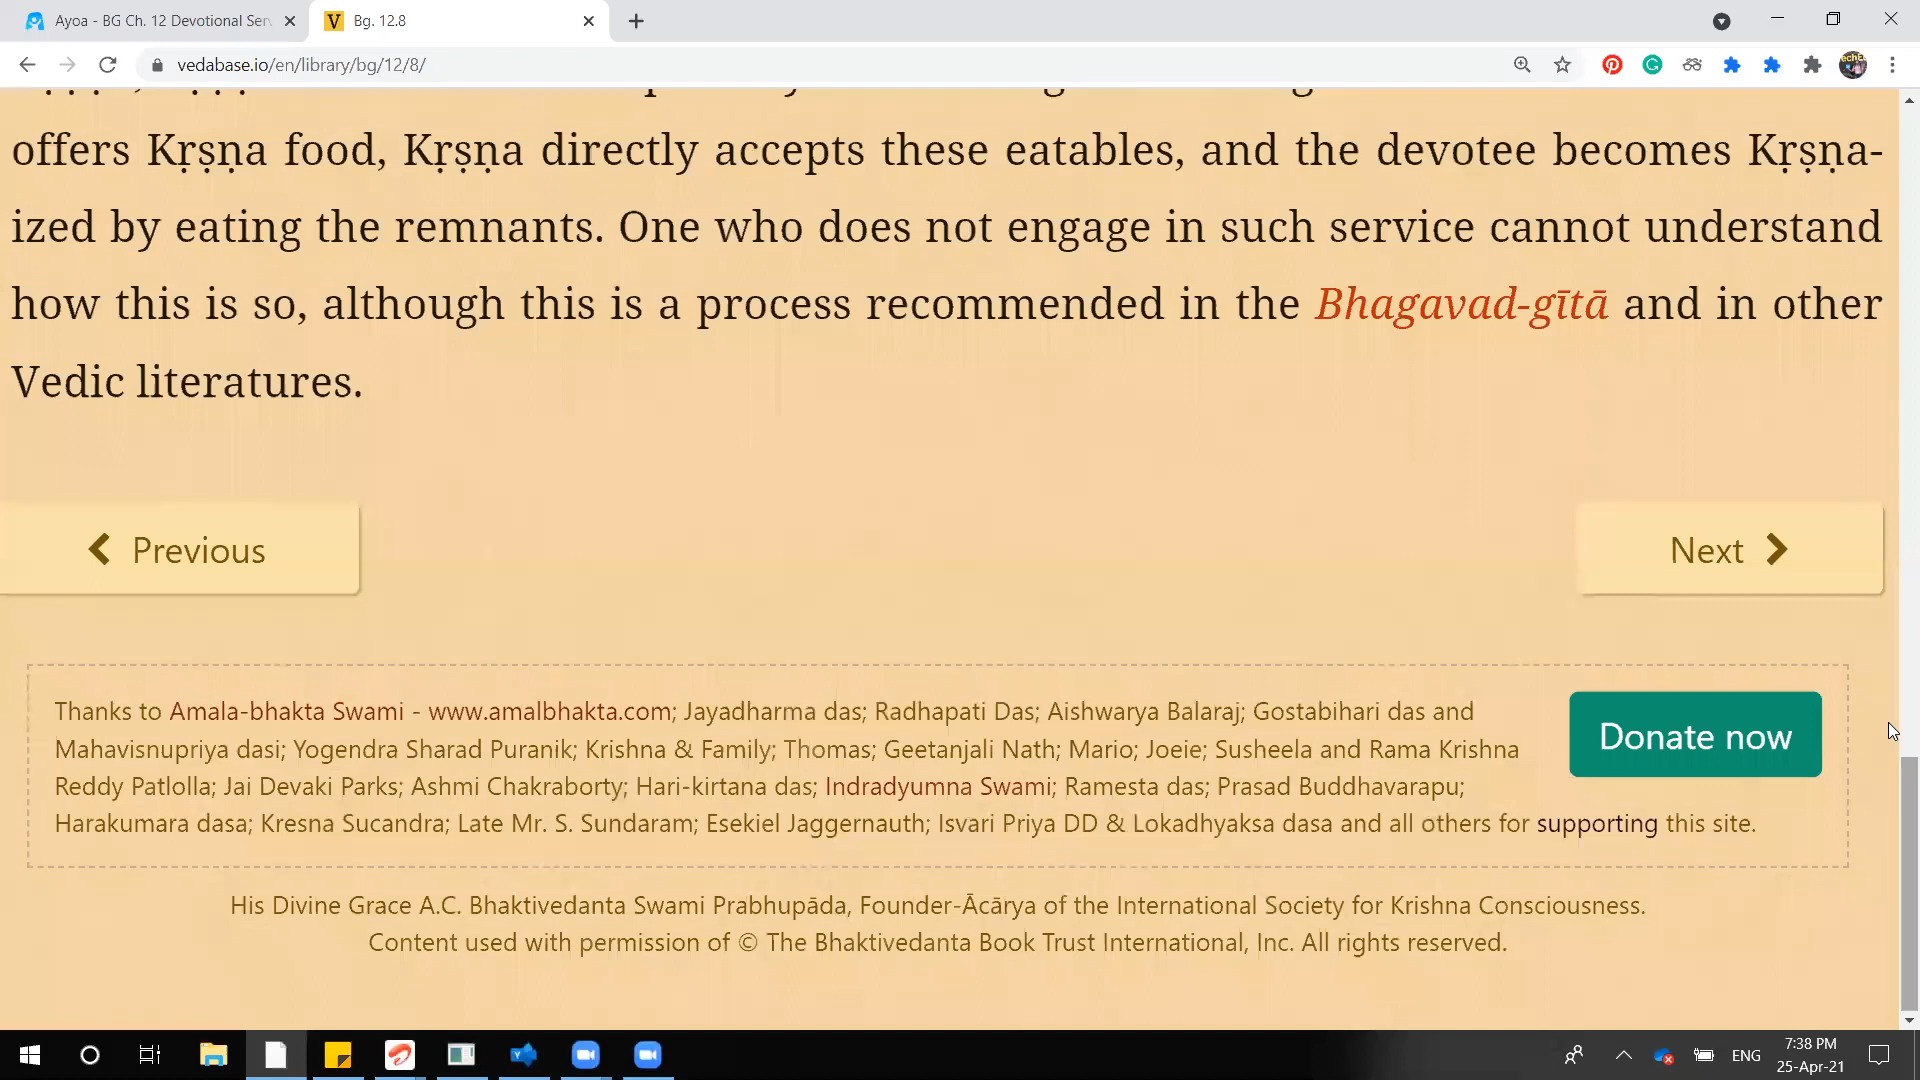 Ayoa - BG Ch. 12 Devotional Ser
Bg. 12.8
vedabase.io/en/library/bg/12/8/
offers Kṛṣṇa food, Kṛṣṇa directly accepts these eatables, and the devotee becomes Kṛṣṇa-
ized by eating the remnants. One who does not engage in such service cannot understand
how this is so, although this is a process recommended in the Bhagavad-gītā and in other
Vedic literatures.
Previous
Next
Thanks to Amala-bhakta Swami - www.amalbhakta.com; Jayadharma das; Radhapati Das; Aishwarya Balaraj; Gostabihari das and
Mahavisnupriya dasi; Yogendra Sharad Puranik; Krishna & Family; Thomas; Geetanjali Nath; Mario; Joeie; Susheela and Rama Krishna
Reddy Patlolla; Jai Devaki Parks; Ashmi Chakraborty; Hari-kirtana das; Indradyumna Swami; Ramesta das; Prasad Buddhavarapu;
Harakumara dasa; Kresna Sucandra; Late Mr. S. Sundaram; Esekiel Jaggernauth; Isvari Priya DD & Lokadhyaksa dasa and all others for supporting this site.
Donate now
His Divine Grace A.C. Bhaktivedanta Swami Prabhupāda, Founder-Ācārya of the International Society for Krishna Consciousness.
Content used with permission of © The Bhaktivedanta Book Trust International, Inc. All rights reserved.
ENG
7:38 PM
25-Apr-21